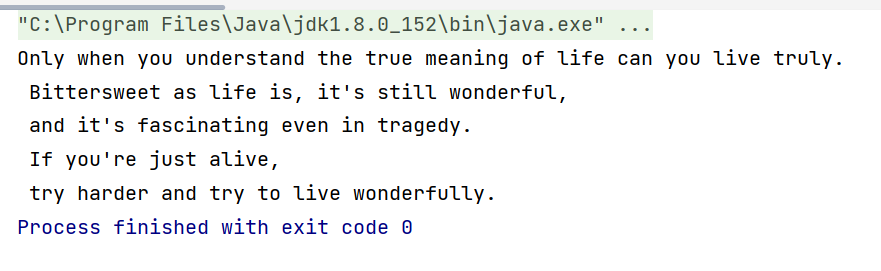 "C:\Program Files\Java\jdk1.8.0_152\bin\java.exe" ...
Only when you understand the true meaning of life can you live truly.
 Bittersweet as life is, it's still wonderful,
 and it's fascinating even in tragedy.
 If you're just alive,
 try harder and try to live wonderfully.
Process finished with exit code 0